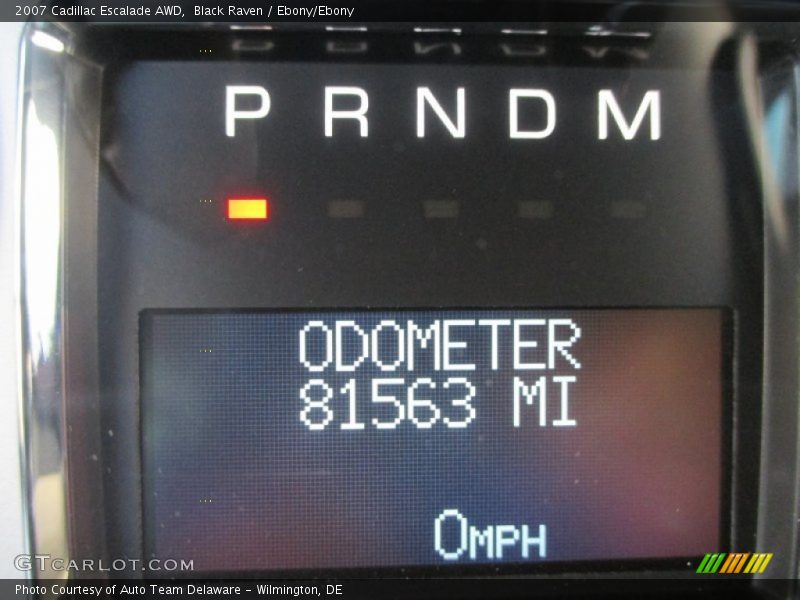 2007 Cadillac Escalade AWD, Black Raven / Ebony/Ebony
P R N D M
ODOMETER
81563 MI
0MPH
GTCARLOT.COM
Photo Courtesy of Auto Team Delaware - Wilmington, DE